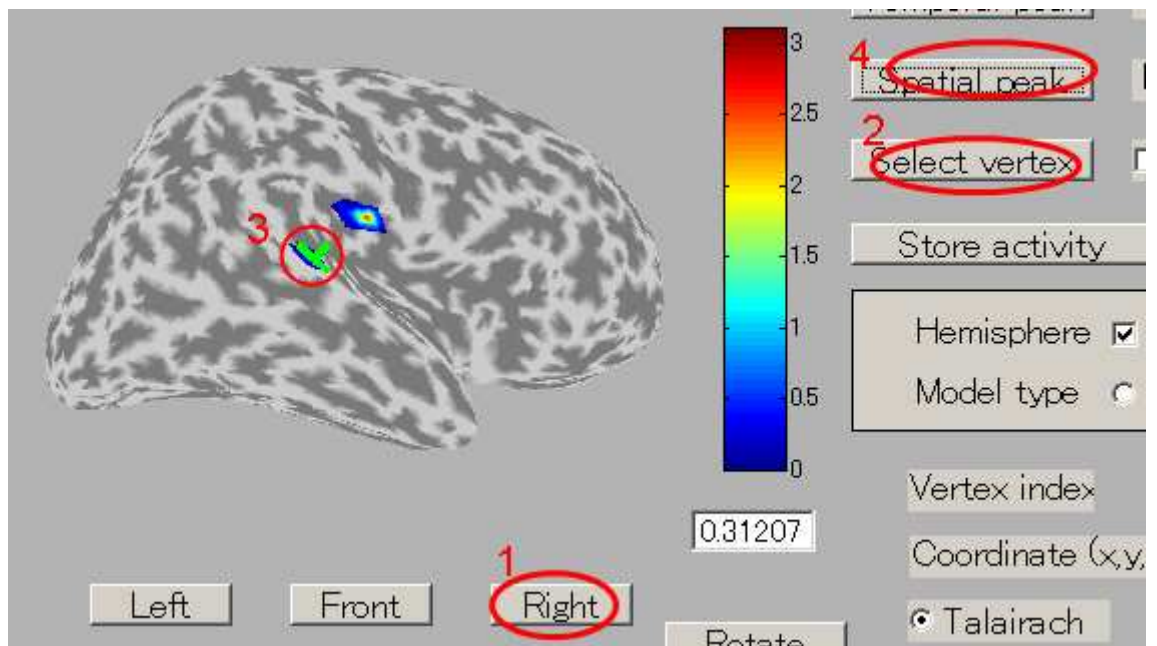 3
2.5
2
1.5
1
0.5
0
0.31207
4
Spatial peak
2
Select vertex
Store activity
Hemisphere
Model type
Vertex index
Coordinate (x,y,
Talairach
3
1
Left
Front
Right
Rotate